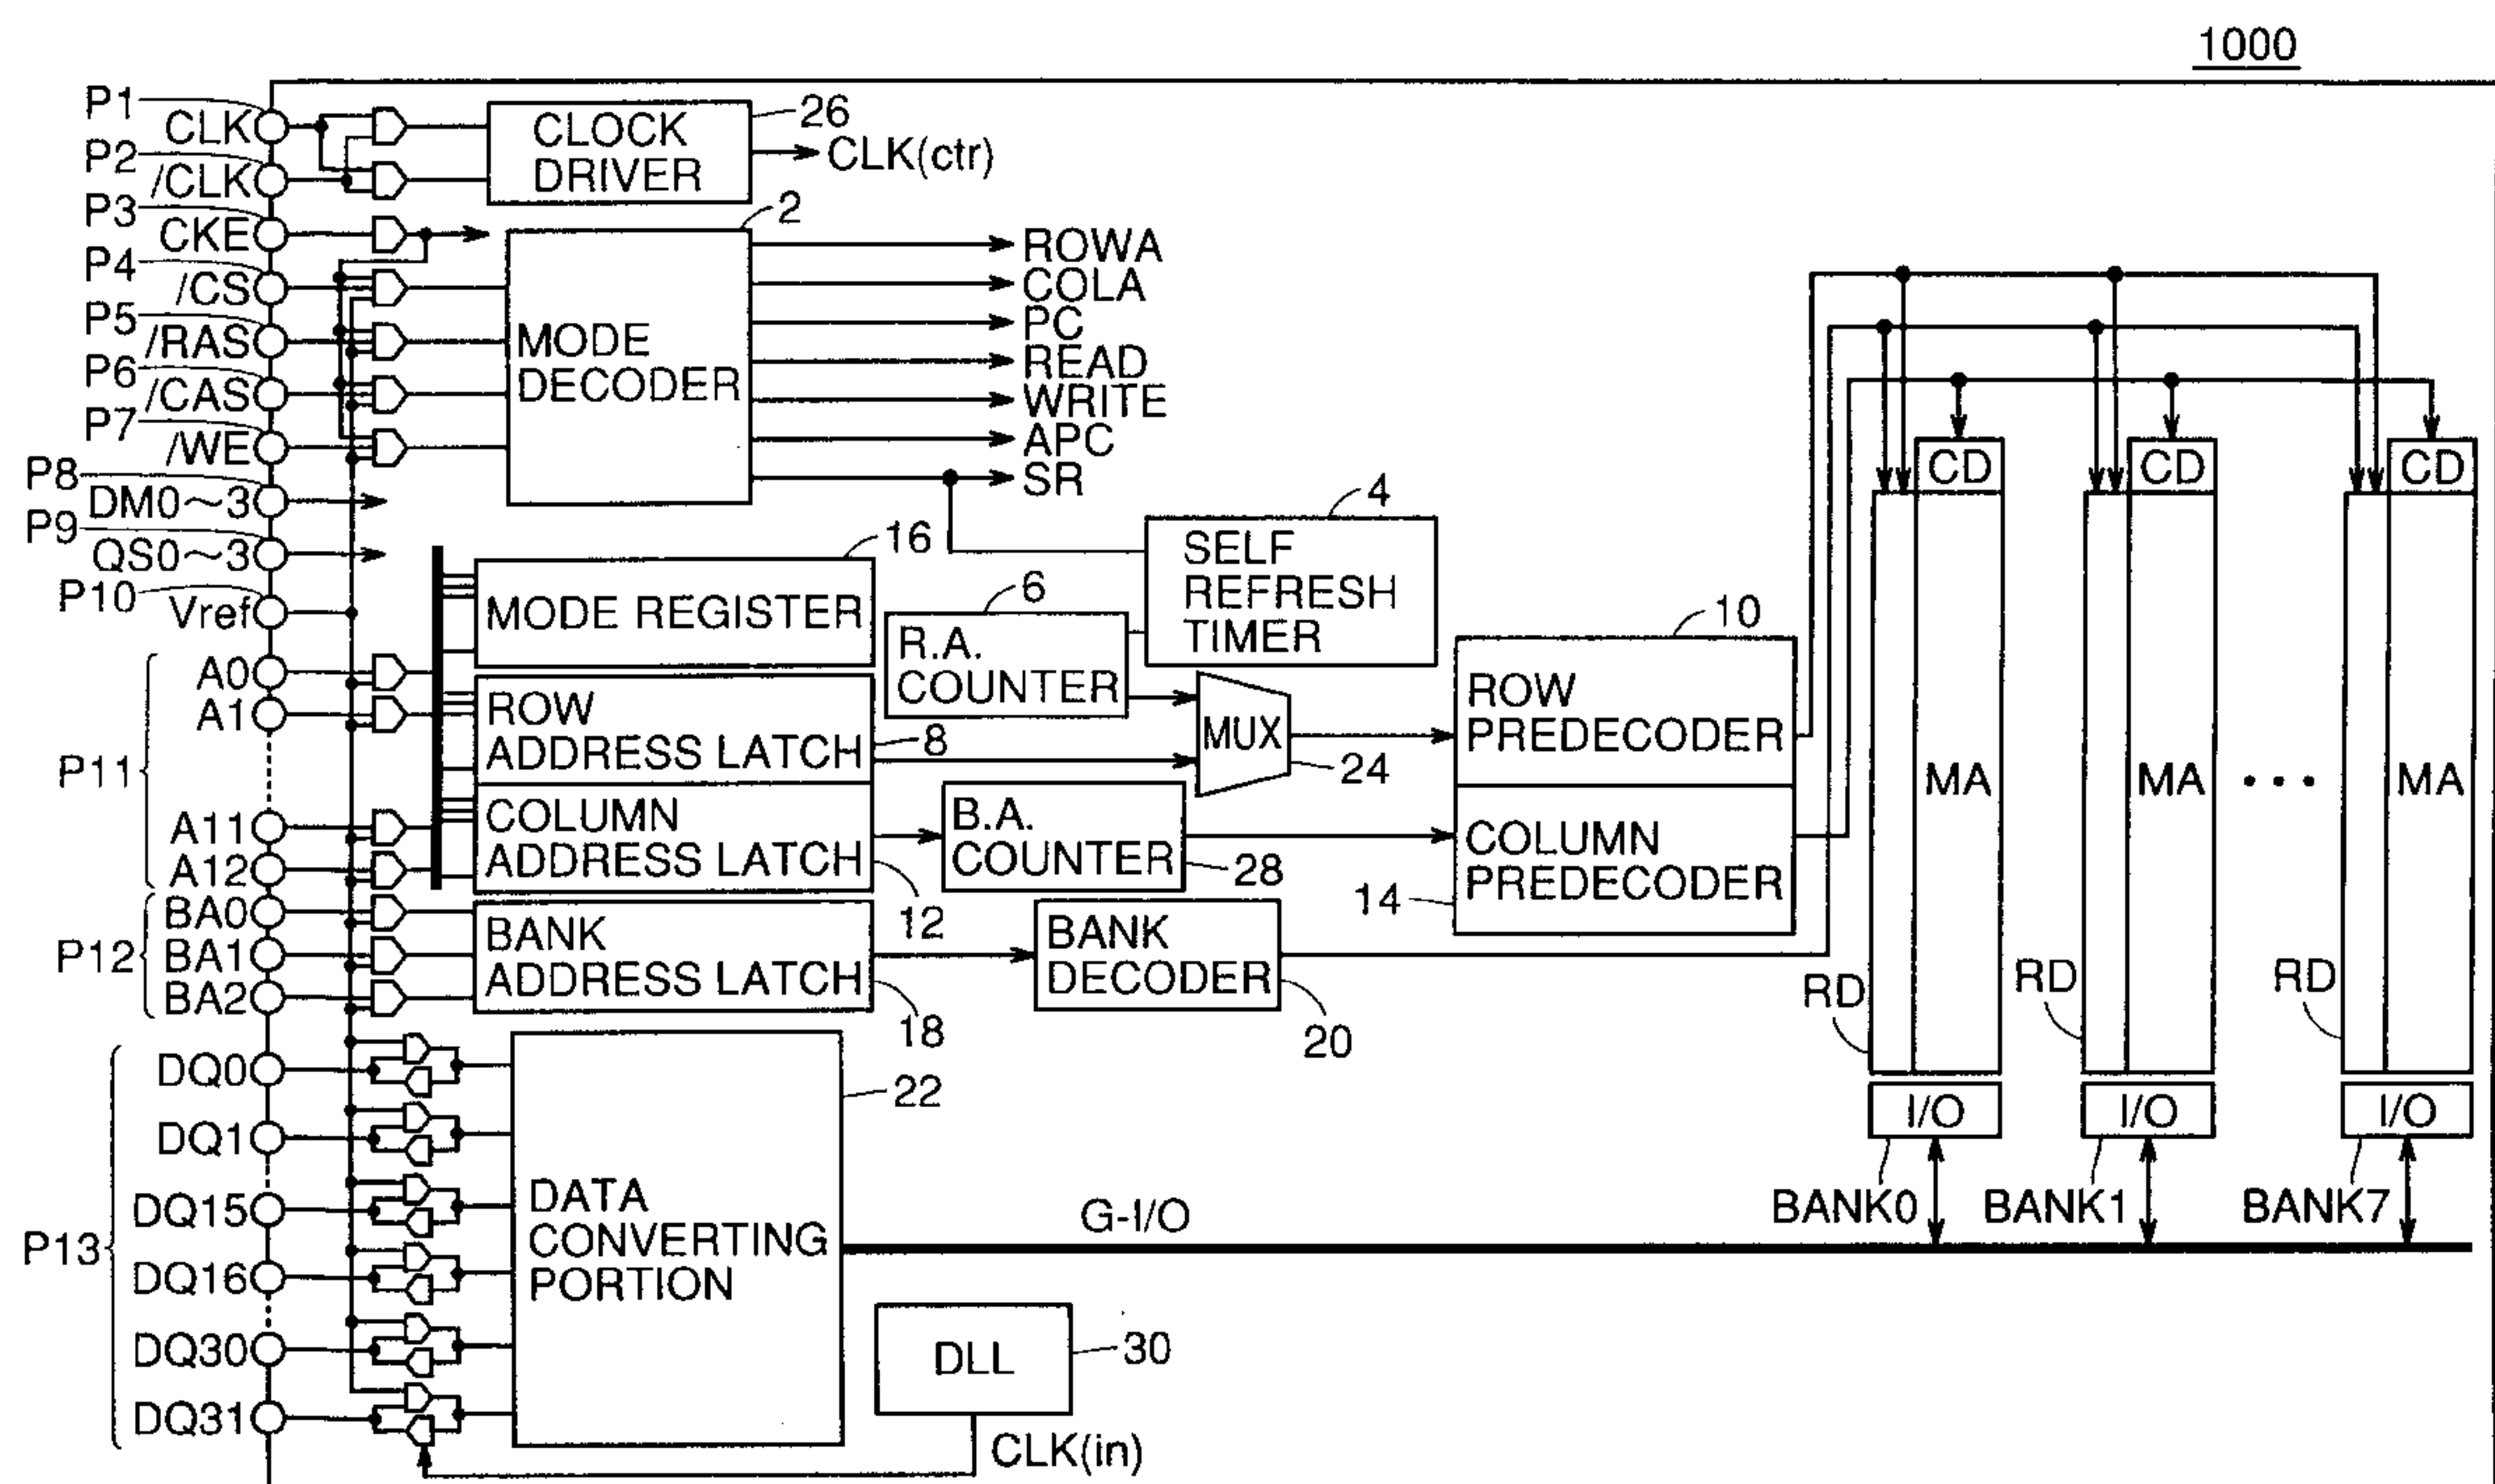 1000
P1
CLK
P2
/CLK
P3
CKE
P4
/CS
P5
/RAS
P6
/CAS
P7
/WE
P8
DM0~3
P9
QS0~3
P10
Vref
A0
A1
P11
A11
A12
BA0
P12
BA1
BA2
DQ0
DQ1
DQ15
P13
DQ16
DQ30
DQ31
CLOCK
DRIVER
26
CLK(ctr)
2
MODE
DECODER
ROWA
COLA
PC
READ
WRITE
APC
SR
4
SELF
REFRESH
TIMER
16
MODE REGISTER
6
R.A.
COUNTER
ROW
ADDRESS LATCH
8
MUX
24
COLUMN
ADDRESS LATCH
12
B.A.
COUNTER
28
10
ROW
PREDECODER
COLUMN
PREDECODER
14
BANK
ADDRESS LATCH
18
BANK
DECODER
20
22
DATA
CONVERTING
PORTION
G-I/O
DLL
30
CLK(in)
CD
CD
CD
MA
MA
...
MA
RD
RD
RD
I/O
I/O
I/O
BANK0
BANK1
BANK7